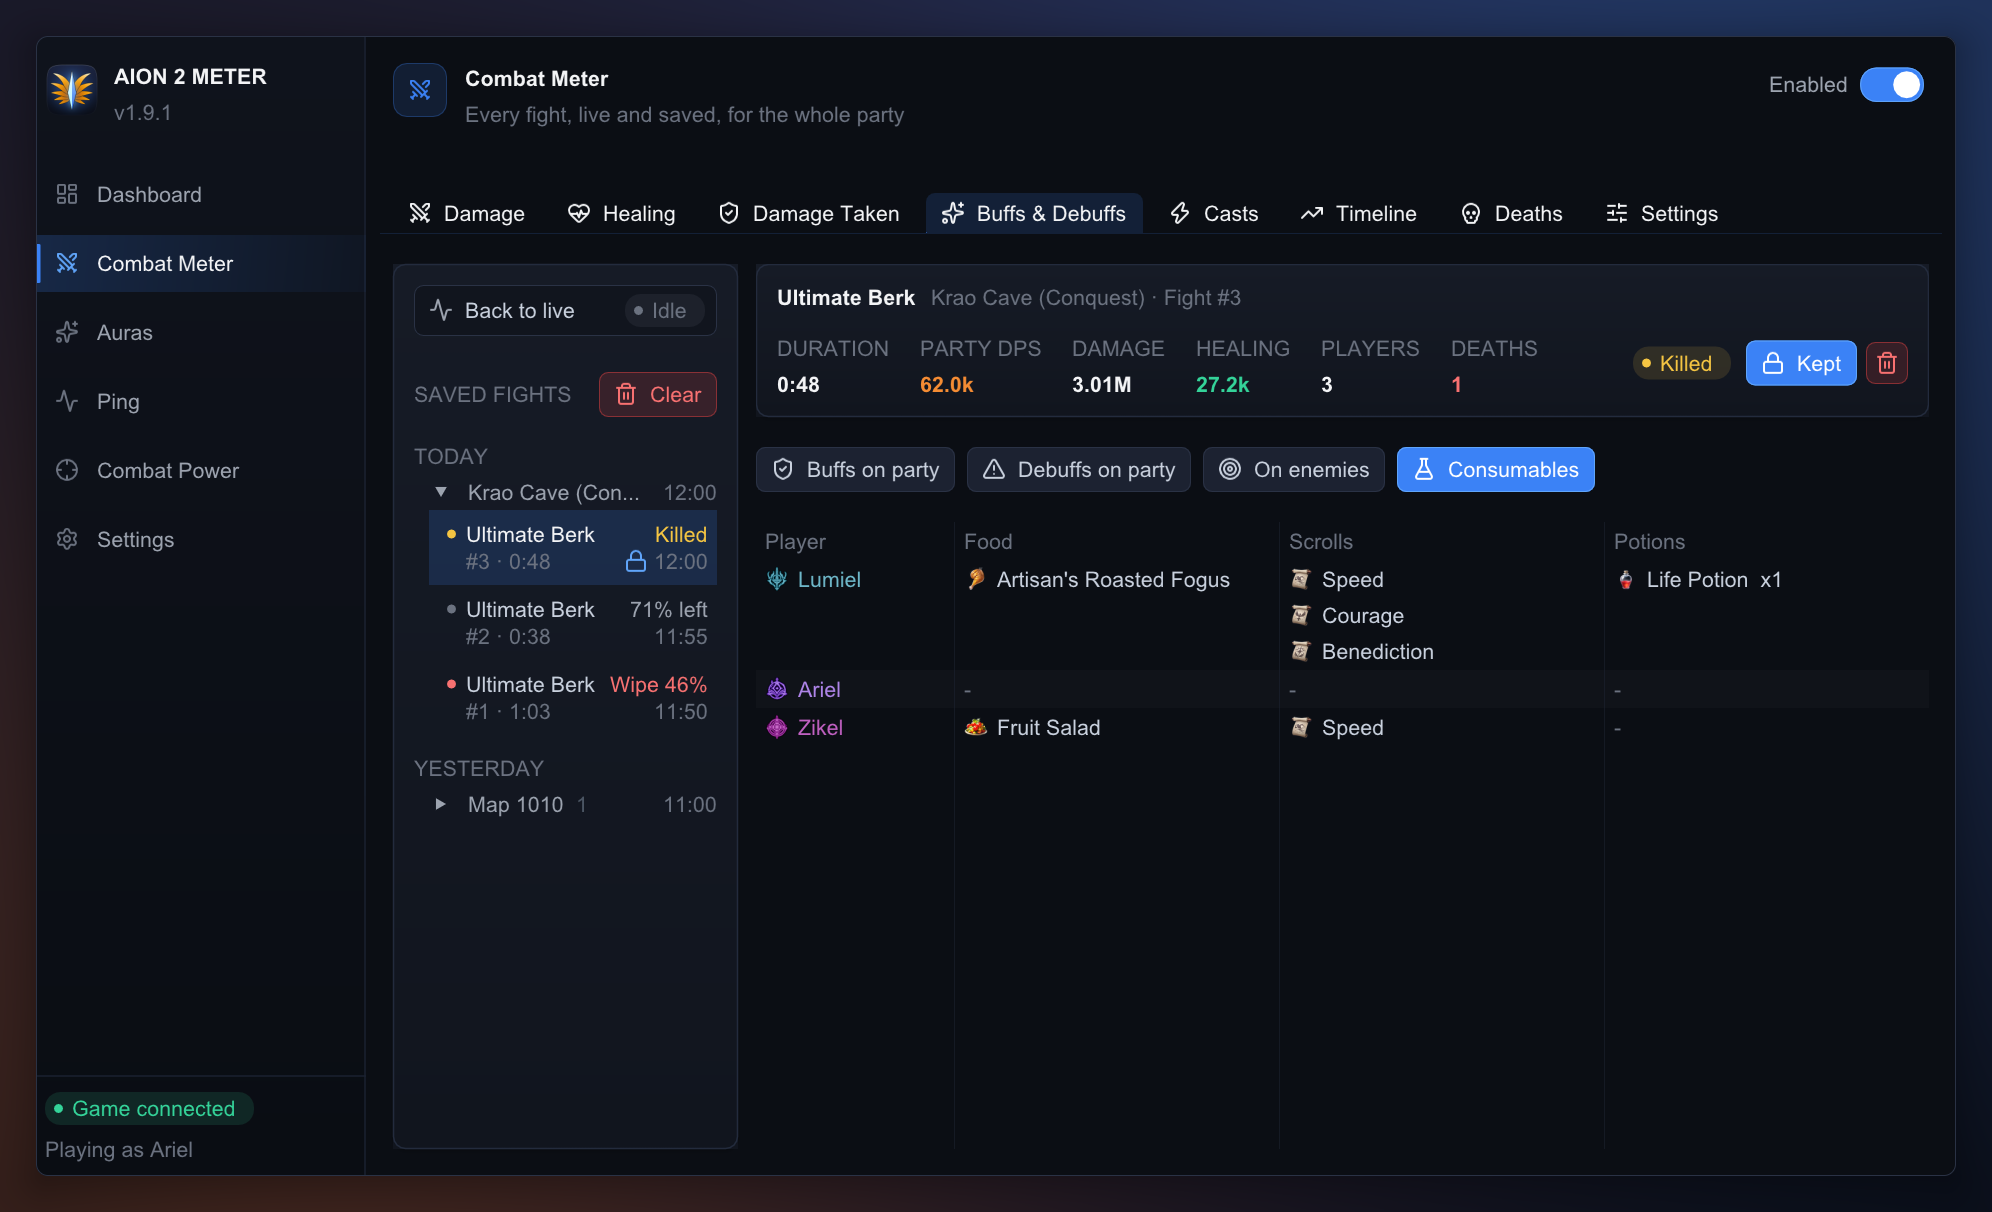 AION 2 METER
v1.9.1
Dashboard
Combat Meter
Auras
Ping
Combat Power
Settings
Game connected
Playing as Ariel
Combat Meter
Every fight, live and saved, for the whole party
Enabled
Damage Healing Damage Taken Buffs & Debuffs Casts Timeline Deaths Settings
Back to live Idle
SAVED FIGHTS Clear
TODAY
Krao Cave (Con... 12:00
Ultimate Berk Killed
#3 · 0:48 12:00
Ultimate Berk 71% left
#2 · 0:38 11:55
Ultimate Berk Wipe 46%
#1 · 1:03 11:50
YESTERDAY
Map 1010 1 11:00
Ultimate Berk Krao Cave (Conquest) · Fight #3
DURATION PARTY DPS DAMAGE HEALING PLAYERS DEATHS
0:48 62.0k 3.01M 27.2k 3 1
Killed Kept
Buffs on party Debuffs on party On enemies Consumables
Player Food Scrolls Potions
Lumiel Artisan's Roasted Fogus Speed Life Potion x1
Courage
Benediction
Ariel - - -
Zikel Fruit Salad Speed -